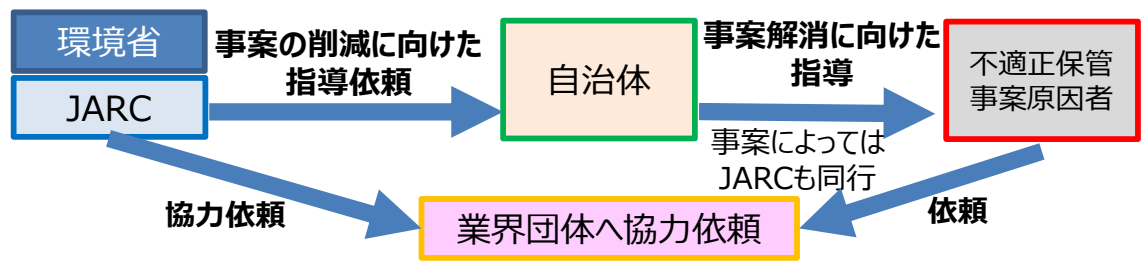 環境省
JARC
事案の削減に向けた
指導依頼
自治体
事案解消に向けた
指導
事案によっては
JARCも同行
不適正保管
事案原因者
協力依頼
業界団体へ協力依頼
依頼